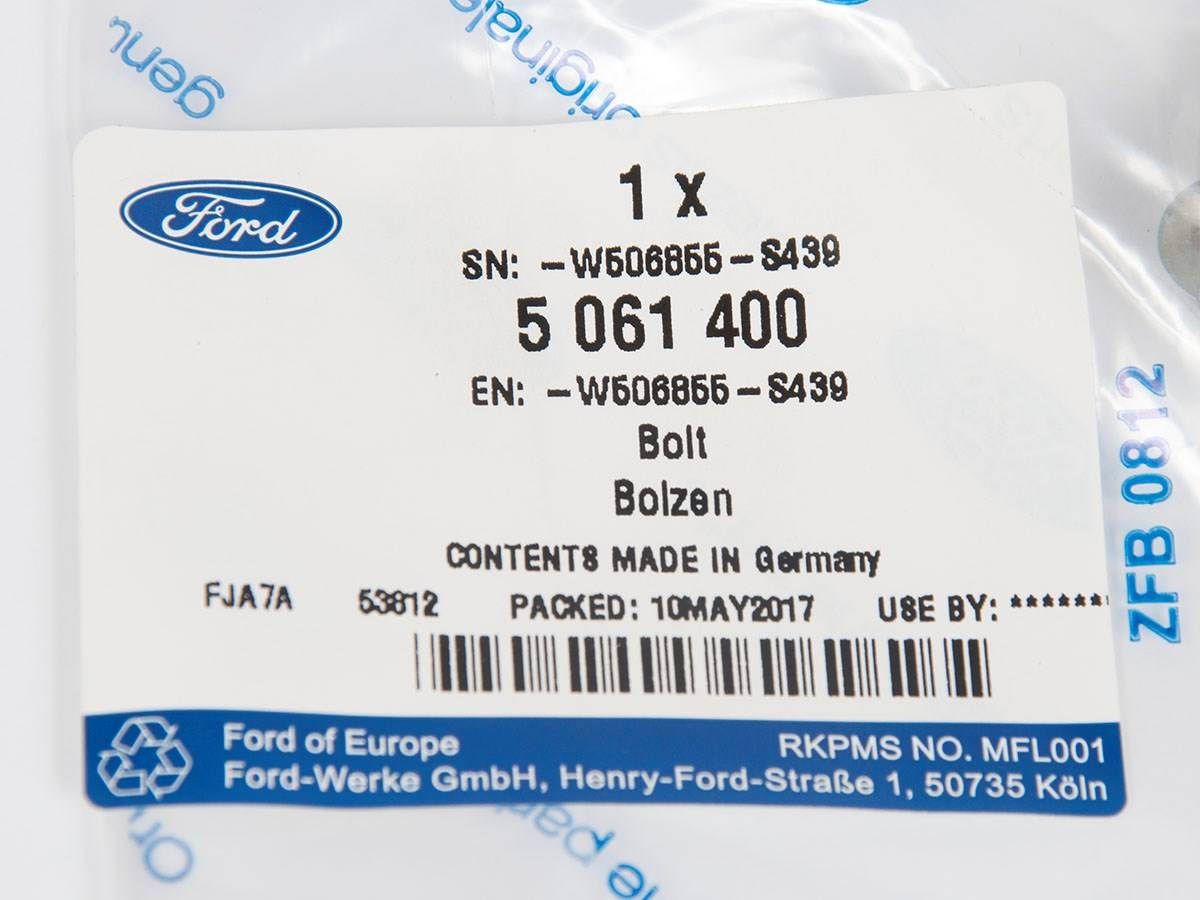 genu
originale
Ford
1 x
SN: -W506855-S439
5 061 400
EN: -W506855-S439
Bolt
Bolzen
CONTENTS MADE IN Germany
FJA7A 53812 PACKED: 10MAY2017 USE BY: ******
Ford of Europe RKPMS NO. MFL001
Ford-Werke GmbH, Henry-Ford-Straße 1, 50735 Köln
ZFB 0812